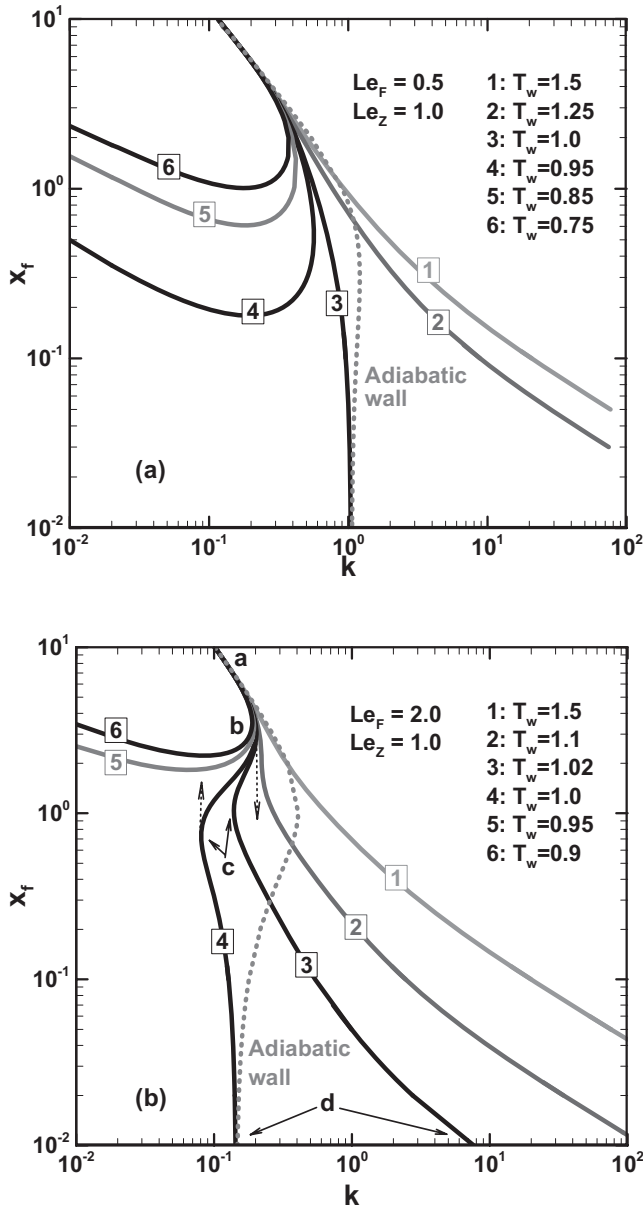 10^1
Le_F = 0.5
Le_Z = 1.0
1: T_w=1.5
2: T_w=1.25
3: T_w=1.0
4: T_w=0.95
5: T_w=0.85
6: T_w=0.75
6
10^0
5
x_f
1
4
3
2
10^-1
Adiabatic
wall
(a)
10^-2
10^-2
10^-1
10^0
10^1
10^2
k
10^1
a
b
Le_F = 2.0
Le_Z = 1.0
1: T_w=1.5
2: T_w=1.1
3: T_w=1.02
4: T_w=1.0
5: T_w=0.95
6: T_w=0.9
6
5
10^0
x_f
c
1
2
4
3
10^-1
Adiabatic
wall
(b)
d
10^-2
10^-2
10^-1
10^0
10^1
10^2
k